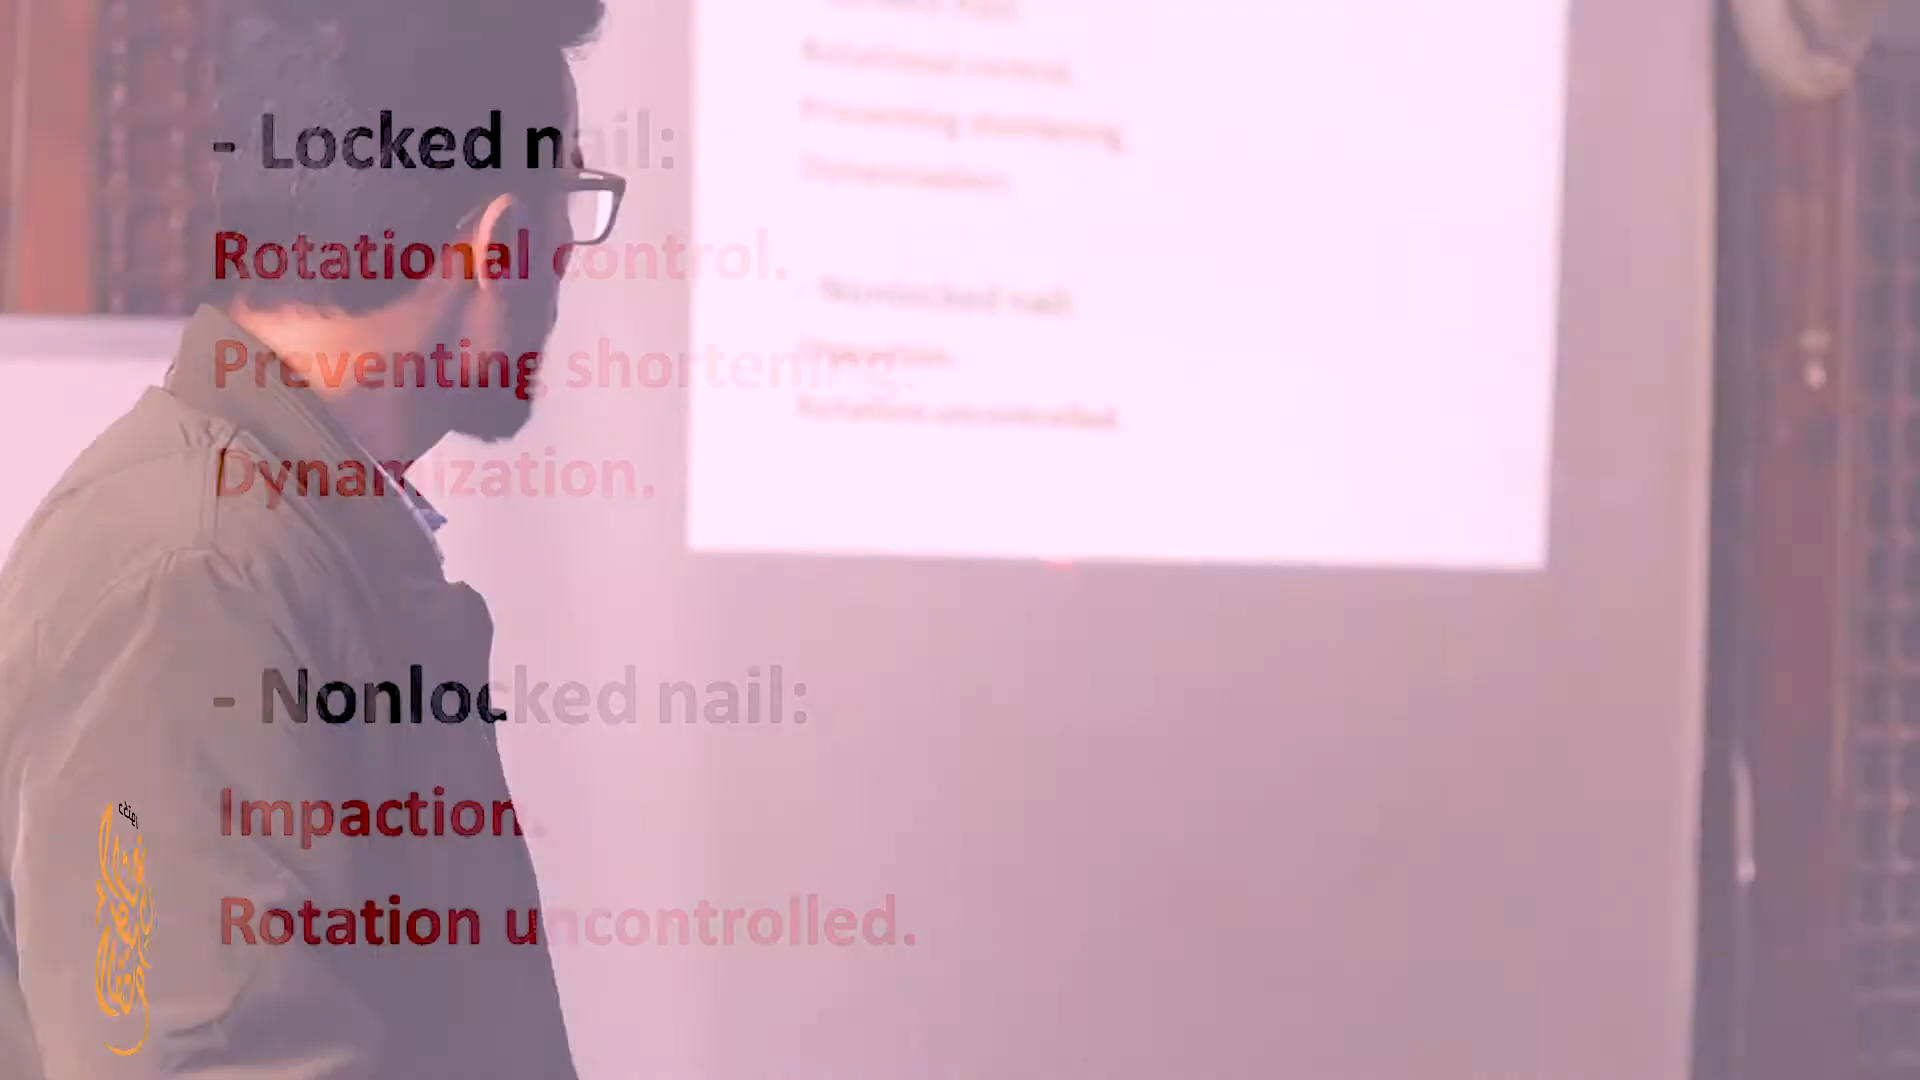 - Locked nail:
Rotational control.
Preventing shortening.
Dynamization.
- Nonlocked nail:
Impaction.
Rotation uncontrolled.